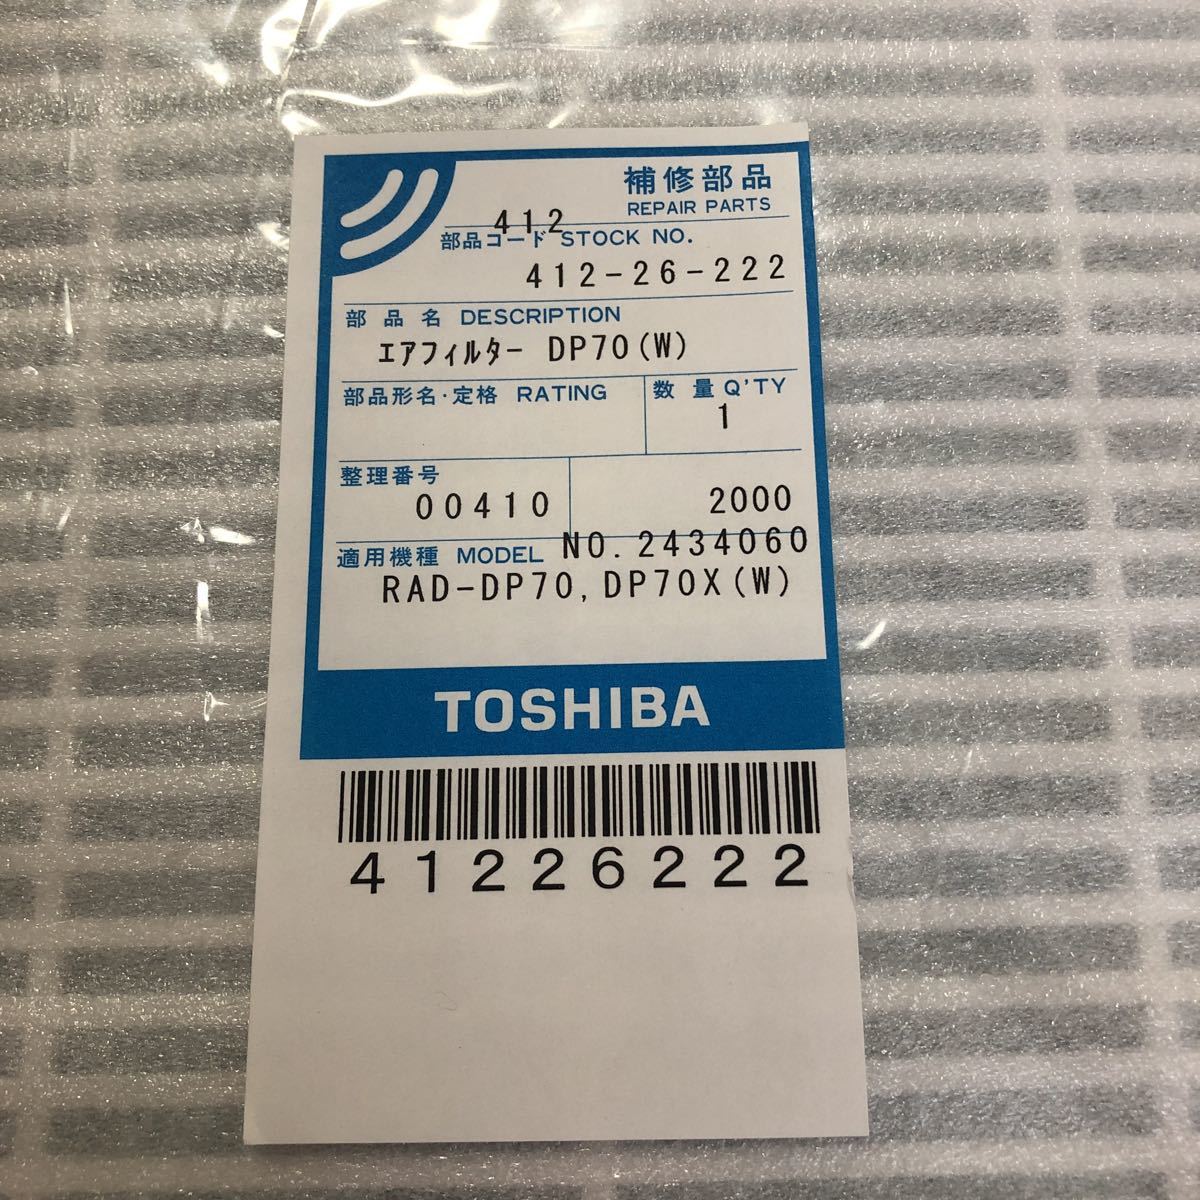 補修部品
REPAIR PARTS
412
部品コード STOCK NO.
412-26-222
部品名 DESCRIPTION
ｴｱﾌｨﾙﾀｰ DP70(W)
部品形名・定格 RATING
数量 Q'TY
1
整理番号
00410
2000
適用機種 MODEL NO.2434060
RAD-DP70,DP70X(W)
TOSHIBA
41226222